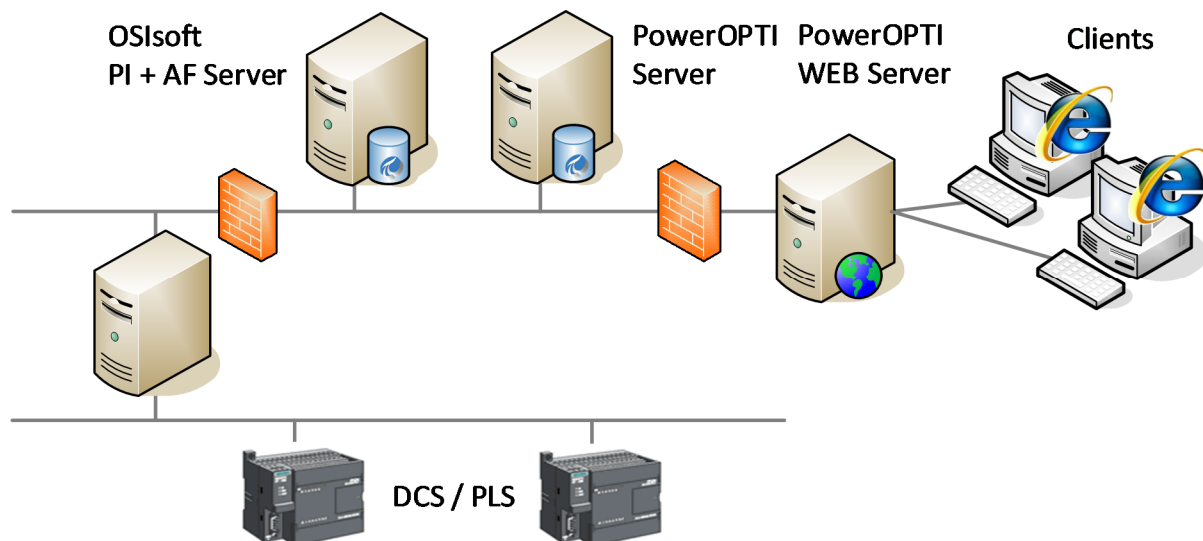 OSIsoft
PI + AF Server
PowerOPTI
Server
PowerOPTI
WEB Server
Clients
DCS / PLS